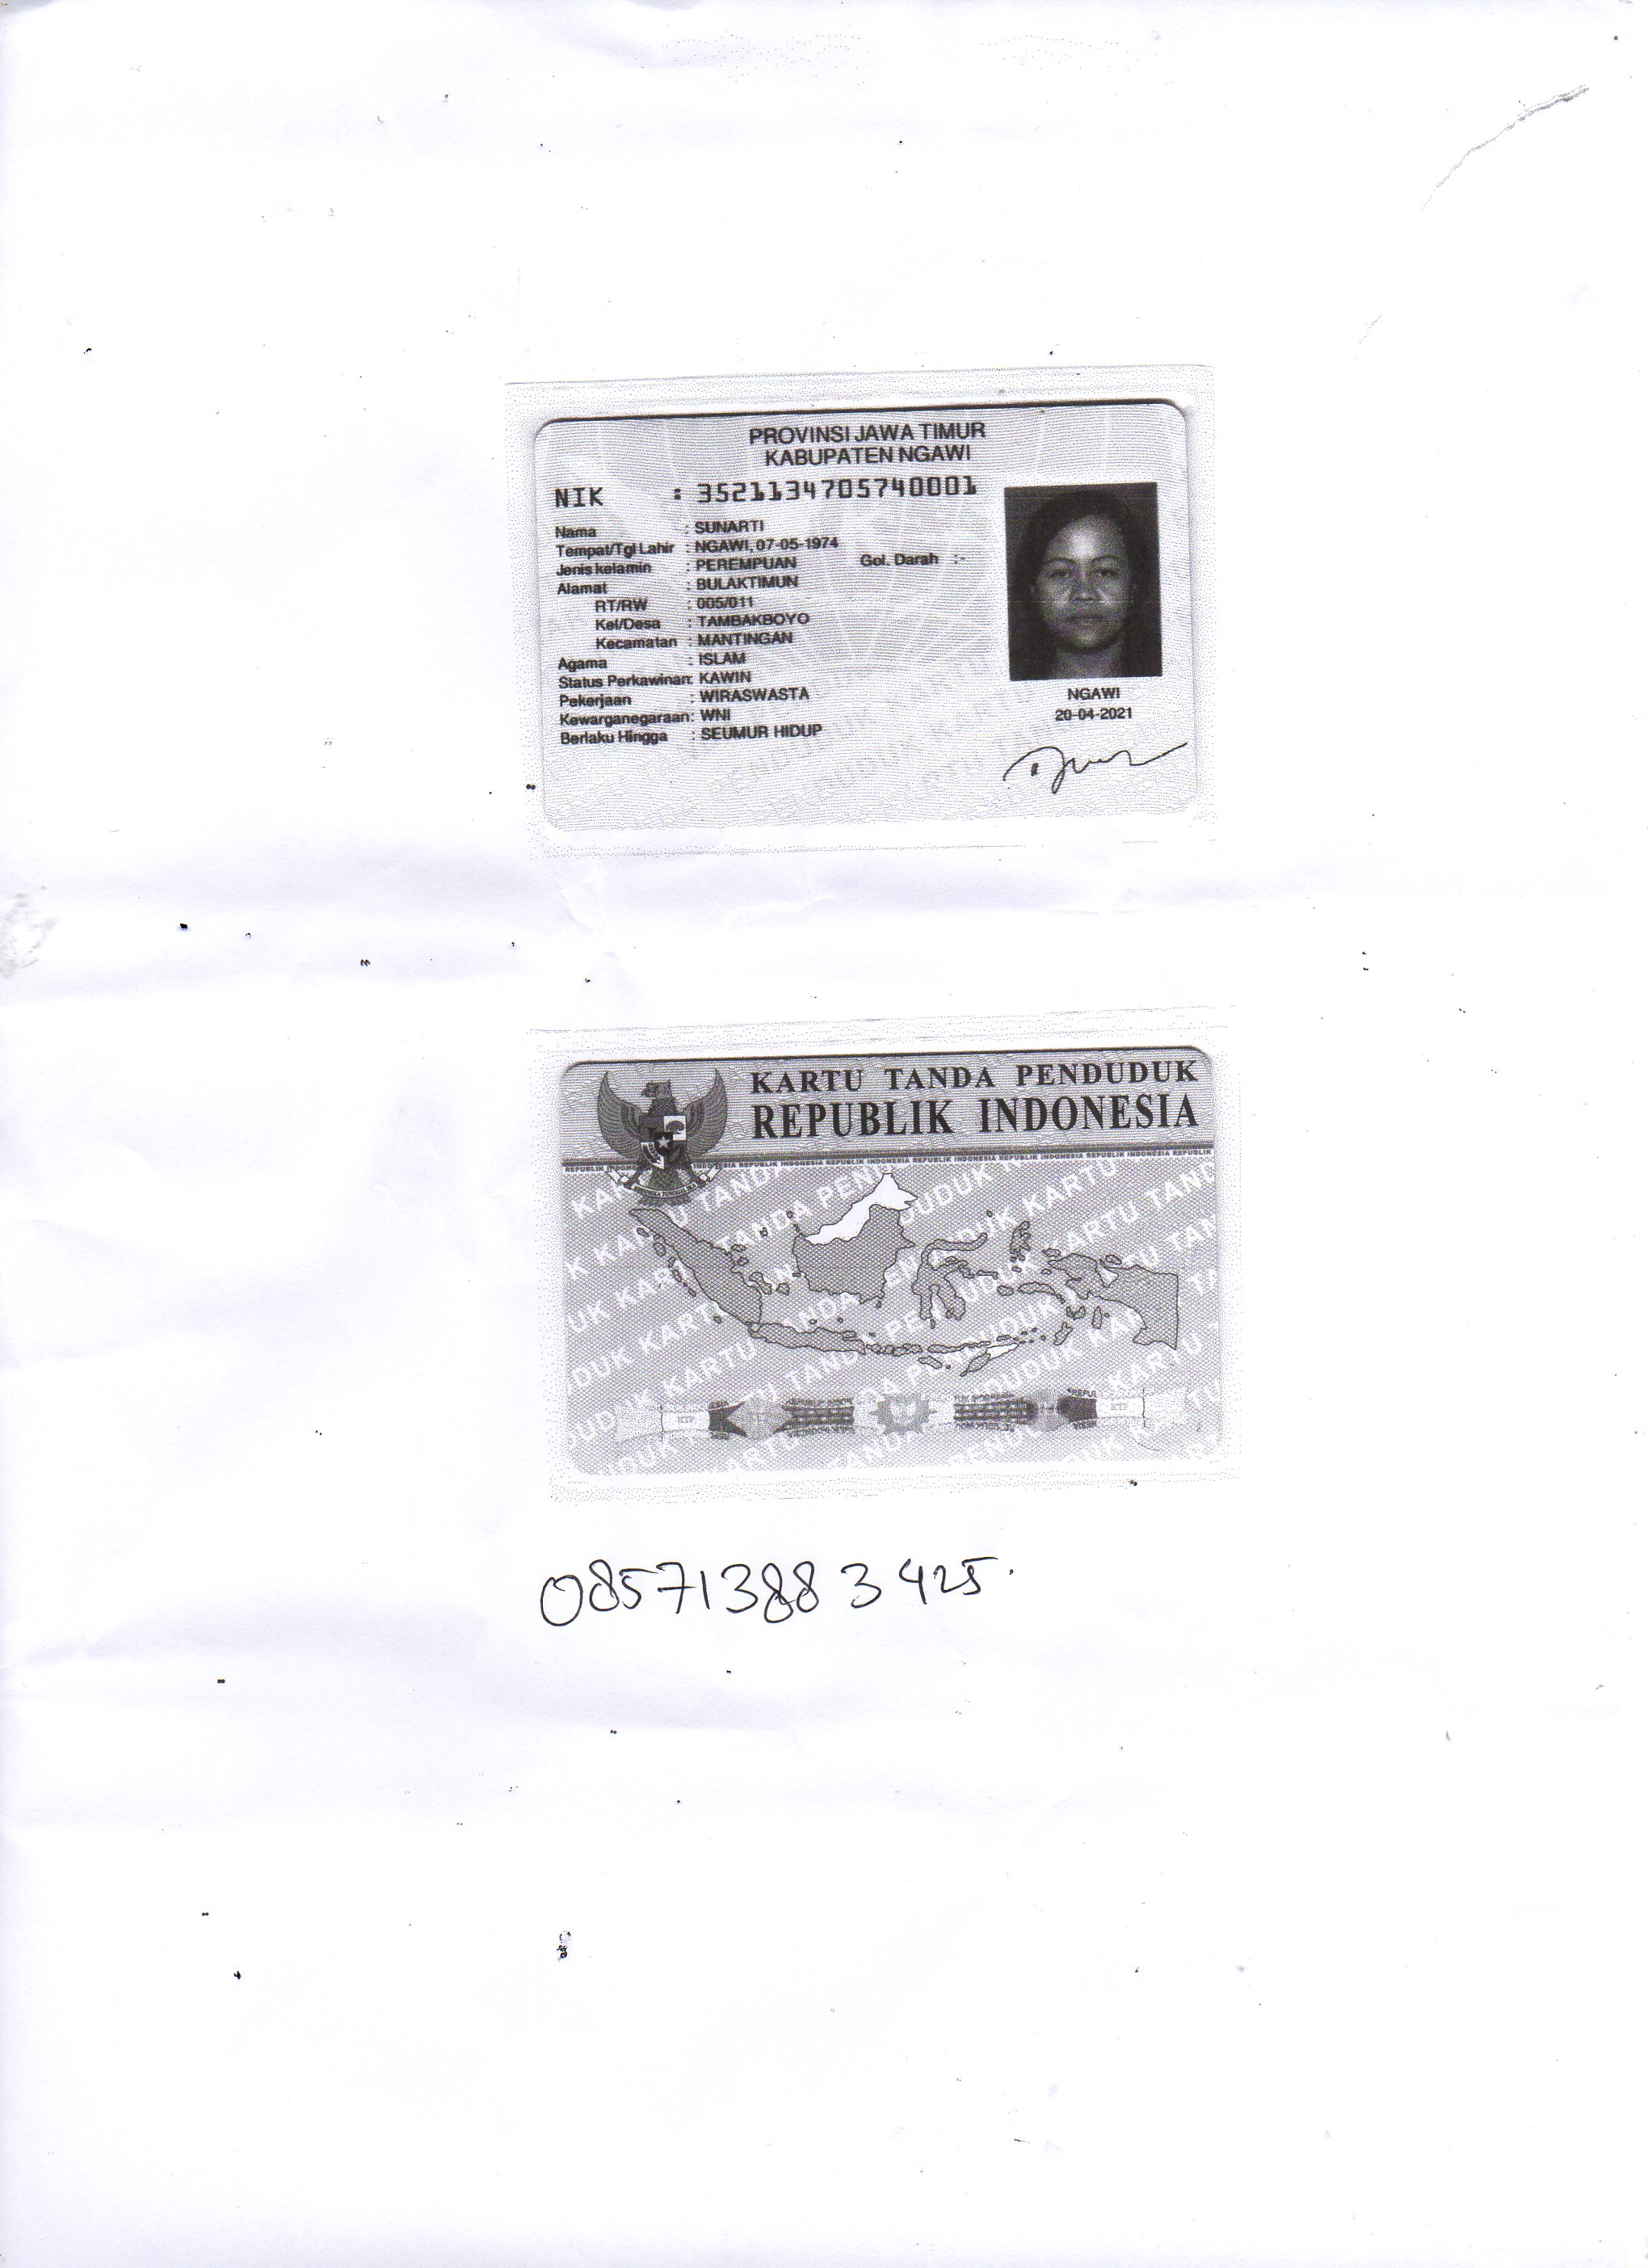 PROVINSI JAWA TIMUR
KABUPATEN NGAWI
NIK : 3521134705740001
Nama : SUNARTI
Tempat/Tgl Lahir : NGAWI, 07-05-1974
Jenis kelamin : PEREMPUAN Gol. Darah :-
Alamat : BULAKTIMUN
RT/RW : 005/011
Kel/Desa : TAMBAKBOYO
Kecamatan : MANTINGAN
Agama : ISLAM
Status Perkawinan: KAWIN
Pekerjaan : WIRASWASTA
Kewarganegaraan: WNI
Berlaku Hingga : SEUMUR HIDUP
NGAWI
20-04-2021
KARTU TANDA PENDUDUK
REPUBLIK INDONESIA
085713883425.